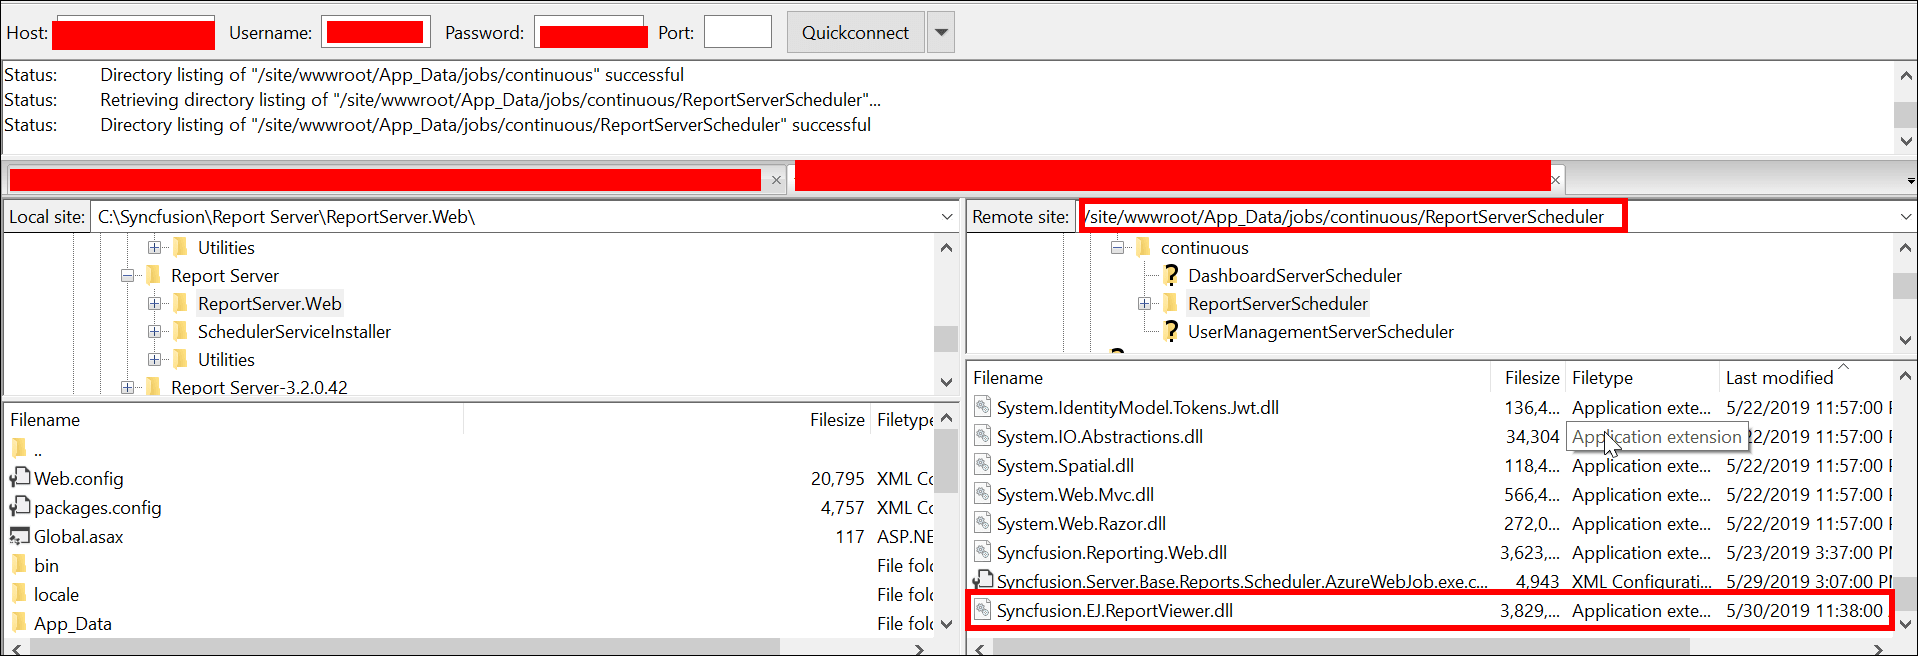 Host: Username: Password: Port: Quickconnect
Status: Directory listing of "/site/wwwroot/App_Data/jobs/continuous" successful
Status: Retrieving directory listing of "/site/wwwroot/App_Data/jobs/continuous/ReportServerScheduler"...
Status: Directory listing of "/site/wwwroot/App_Data/jobs/continuous/ReportServerScheduler" successful
Local site: C:\Syncfusion\Report Server\ReportServer.Web\
Utilities
Report Server
ReportServer.Web
SchedulerServiceInstaller
Utilities
Report Server-3.2.0.42
Filename Filesize Filetype
..
Web.config 20,795 XML Co
packages.config 4,757 XML Co
Global.asax 117 ASP.NE
bin File fold
locale File fold
App_Data File fold
Remote site: /site/wwwroot/App_Data/jobs/continuous/ReportServerScheduler
continuous
DashboardServerScheduler
ReportServerScheduler
UserManagementServerScheduler
Filename Filesize Filetype Last modified
System.IdentityModel.Tokens.Jwt.dll 136,4... Application exte... 5/22/2019 11:57:00
System.IO.Abstractions.dll 34,304 Application extension 22/2019 11:57:00
System.Spatial.dll 118,4... Application exte... 5/22/2019 11:57:00
System.Web.Mvc.dll 566,4... Application exte... 5/22/2019 11:57:00
System.Web.Razor.dll 272,0... Application exte... 5/22/2019 11:57:00
Syncfusion.Reporting.Web.dll 3,623,... Application exte... 5/23/2019 3:37:00 PM
Syncfusion.Server.Base.Reports.Scheduler.AzureWebJob.exe.c... 4,943 XML Configurati... 5/29/2019 3:07:00 PM
Syncfusion.EJ.ReportViewer.dll 3,829,... Application exte... 5/30/2019 11:38:00